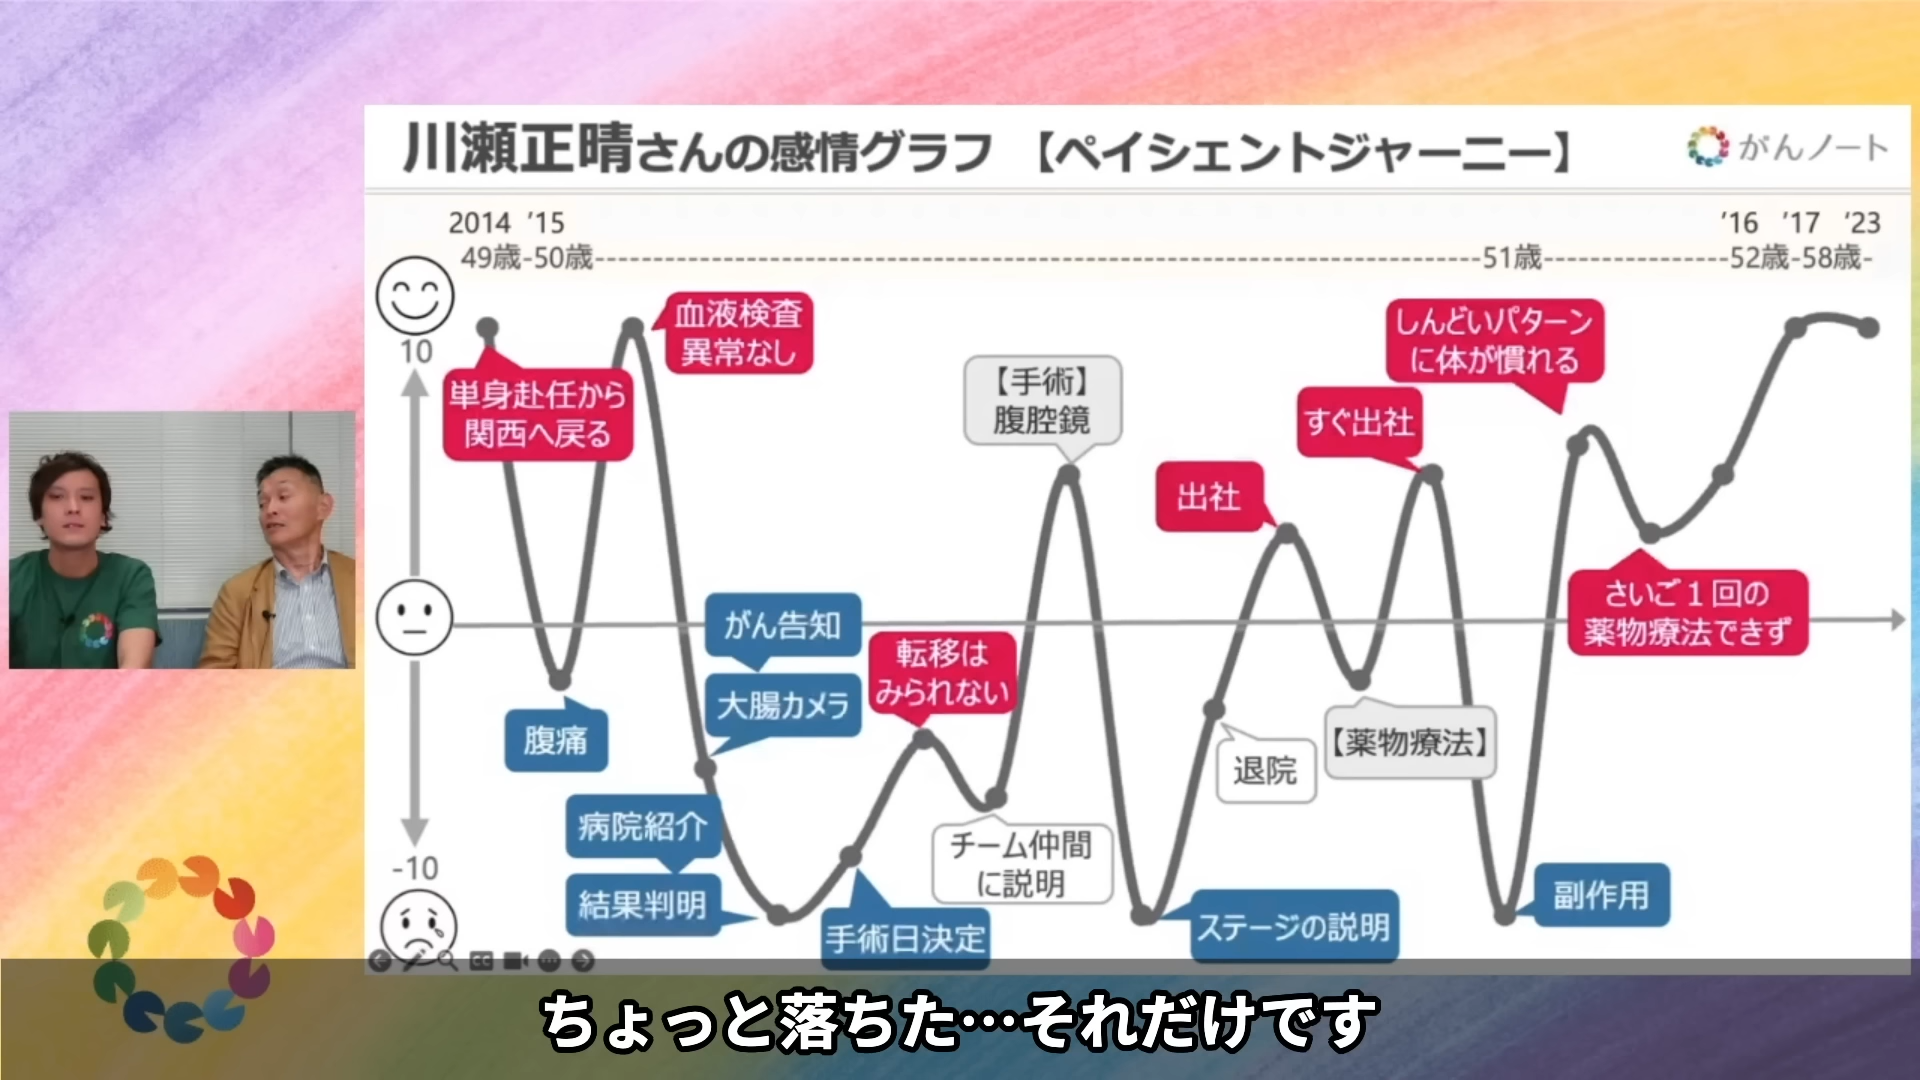 川瀬正晴さんの感情グラフ【ペイシェントジャーニー】
がんノート
2014 ’15
’16 ’17 ‘23
49歳-50歳
51歳
52歳-58歳-
10
-10
単身赴任から
関西へ戻る
腹痛
血液検査
異常なし
がん告知
大腸カメラ
病院紹介
結果判明
手術日決定
転移は
みられない
チーム仲間
に説明
【手術】
腹腔鏡
ステージの説明
退院
出社
【薬物療法】
すぐ出社
副作用
しんどいパターン
に体が慣れる
さいご1回の
薬物療法できず
CC
ちょっと落ちた…それだけです